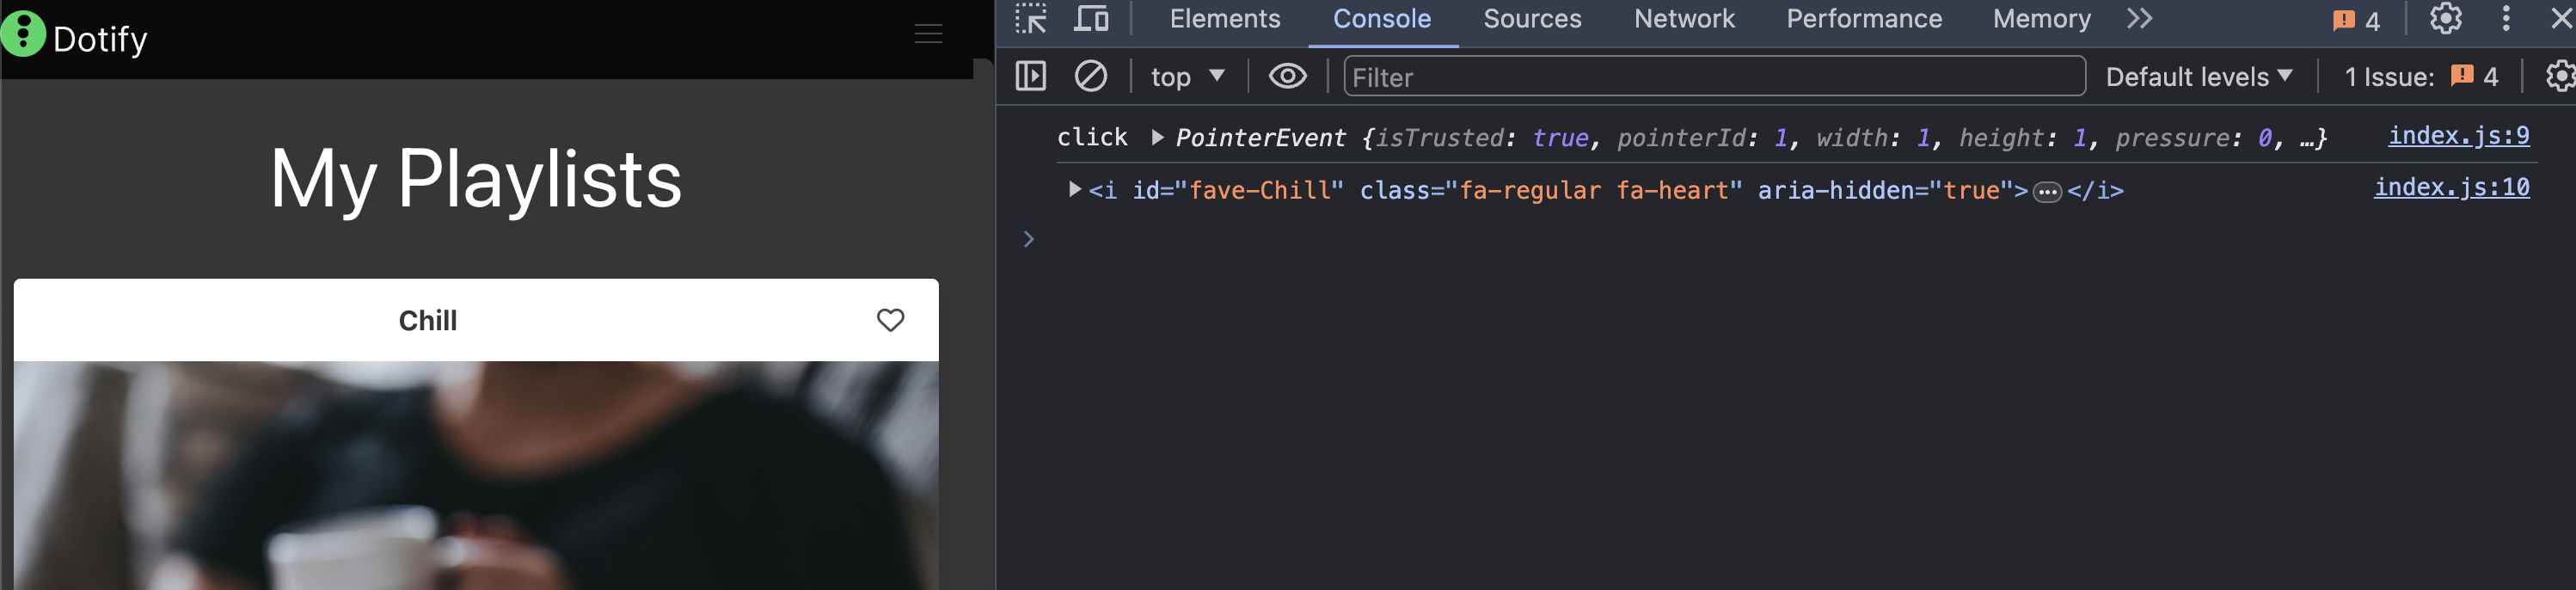 Dotify
My Playlists
Chill
Elements Console Sources Network Performance Memory 4
top Filter Default levels 1 Issue: 4
click PointerEvent {isTrusted: true, pointerId: 1, width: 1, height: 1, pressure: 0, …} index.js:9
<i id="fave-Chill" class="fa-regular fa-heart" aria-hidden="true">…</i> index.js:10